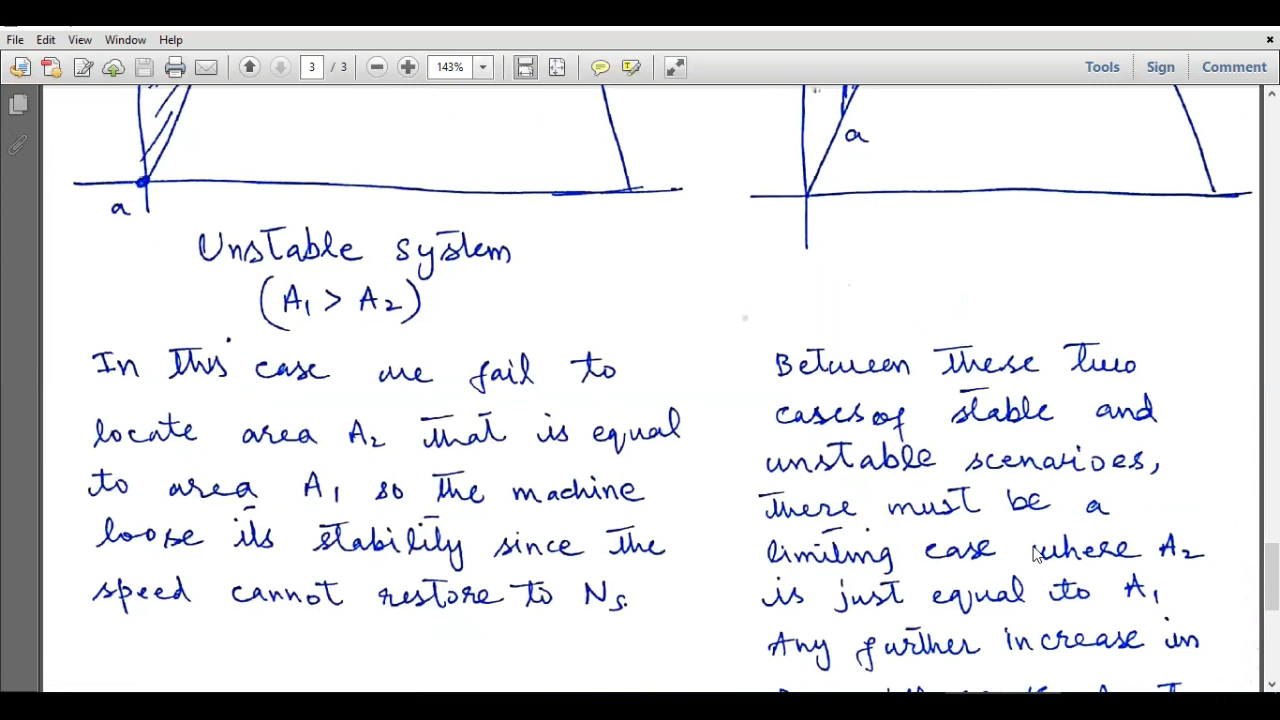 File Edit View Window Help
3 / 3
143%
Tools Sign Comment
a
a
Unstable system
(A1 > A2)
In this case we fail to
locate area A2 that is equal
to area A1 so the machine
loose its stability since the
speed cannot restore to Ns.
Between these two
cases of stable and
unstable scenarioes,
there must be a
limiting case where A2
is just equal to A1
Any further increase in